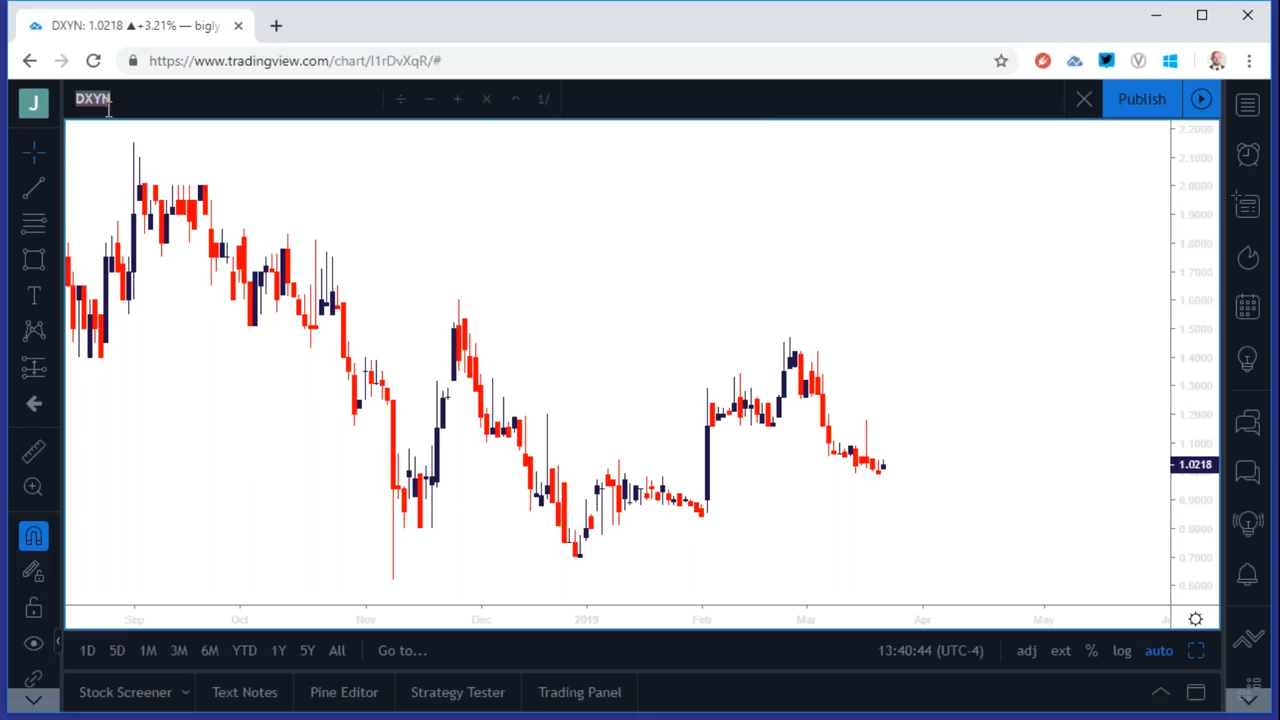 DXYN: 1.0218 ▲+3.21% — bigly
https://www.tradingview.com/chart/I1rDvXqR/#
J
DXYN
÷ − + × ^ 1/
Publish
T
2.2000
2.1000
2.0000
1.9000
1.8000
1.7000
1.6000
1.5000
1.4000
1.3000
1.2000
1.1000
1.0218
0.9000
0.8000
0.7000
0.6000
Sep Oct Nov Dec 2019 Feb Mar Apr May
1D 5D 1M 3M 6M YTD 1Y 5Y All Go to... 13:40:44 (UTC-4) adj ext % log auto
Stock Screener Text Notes Pine Editor Strategy Tester Trading Panel